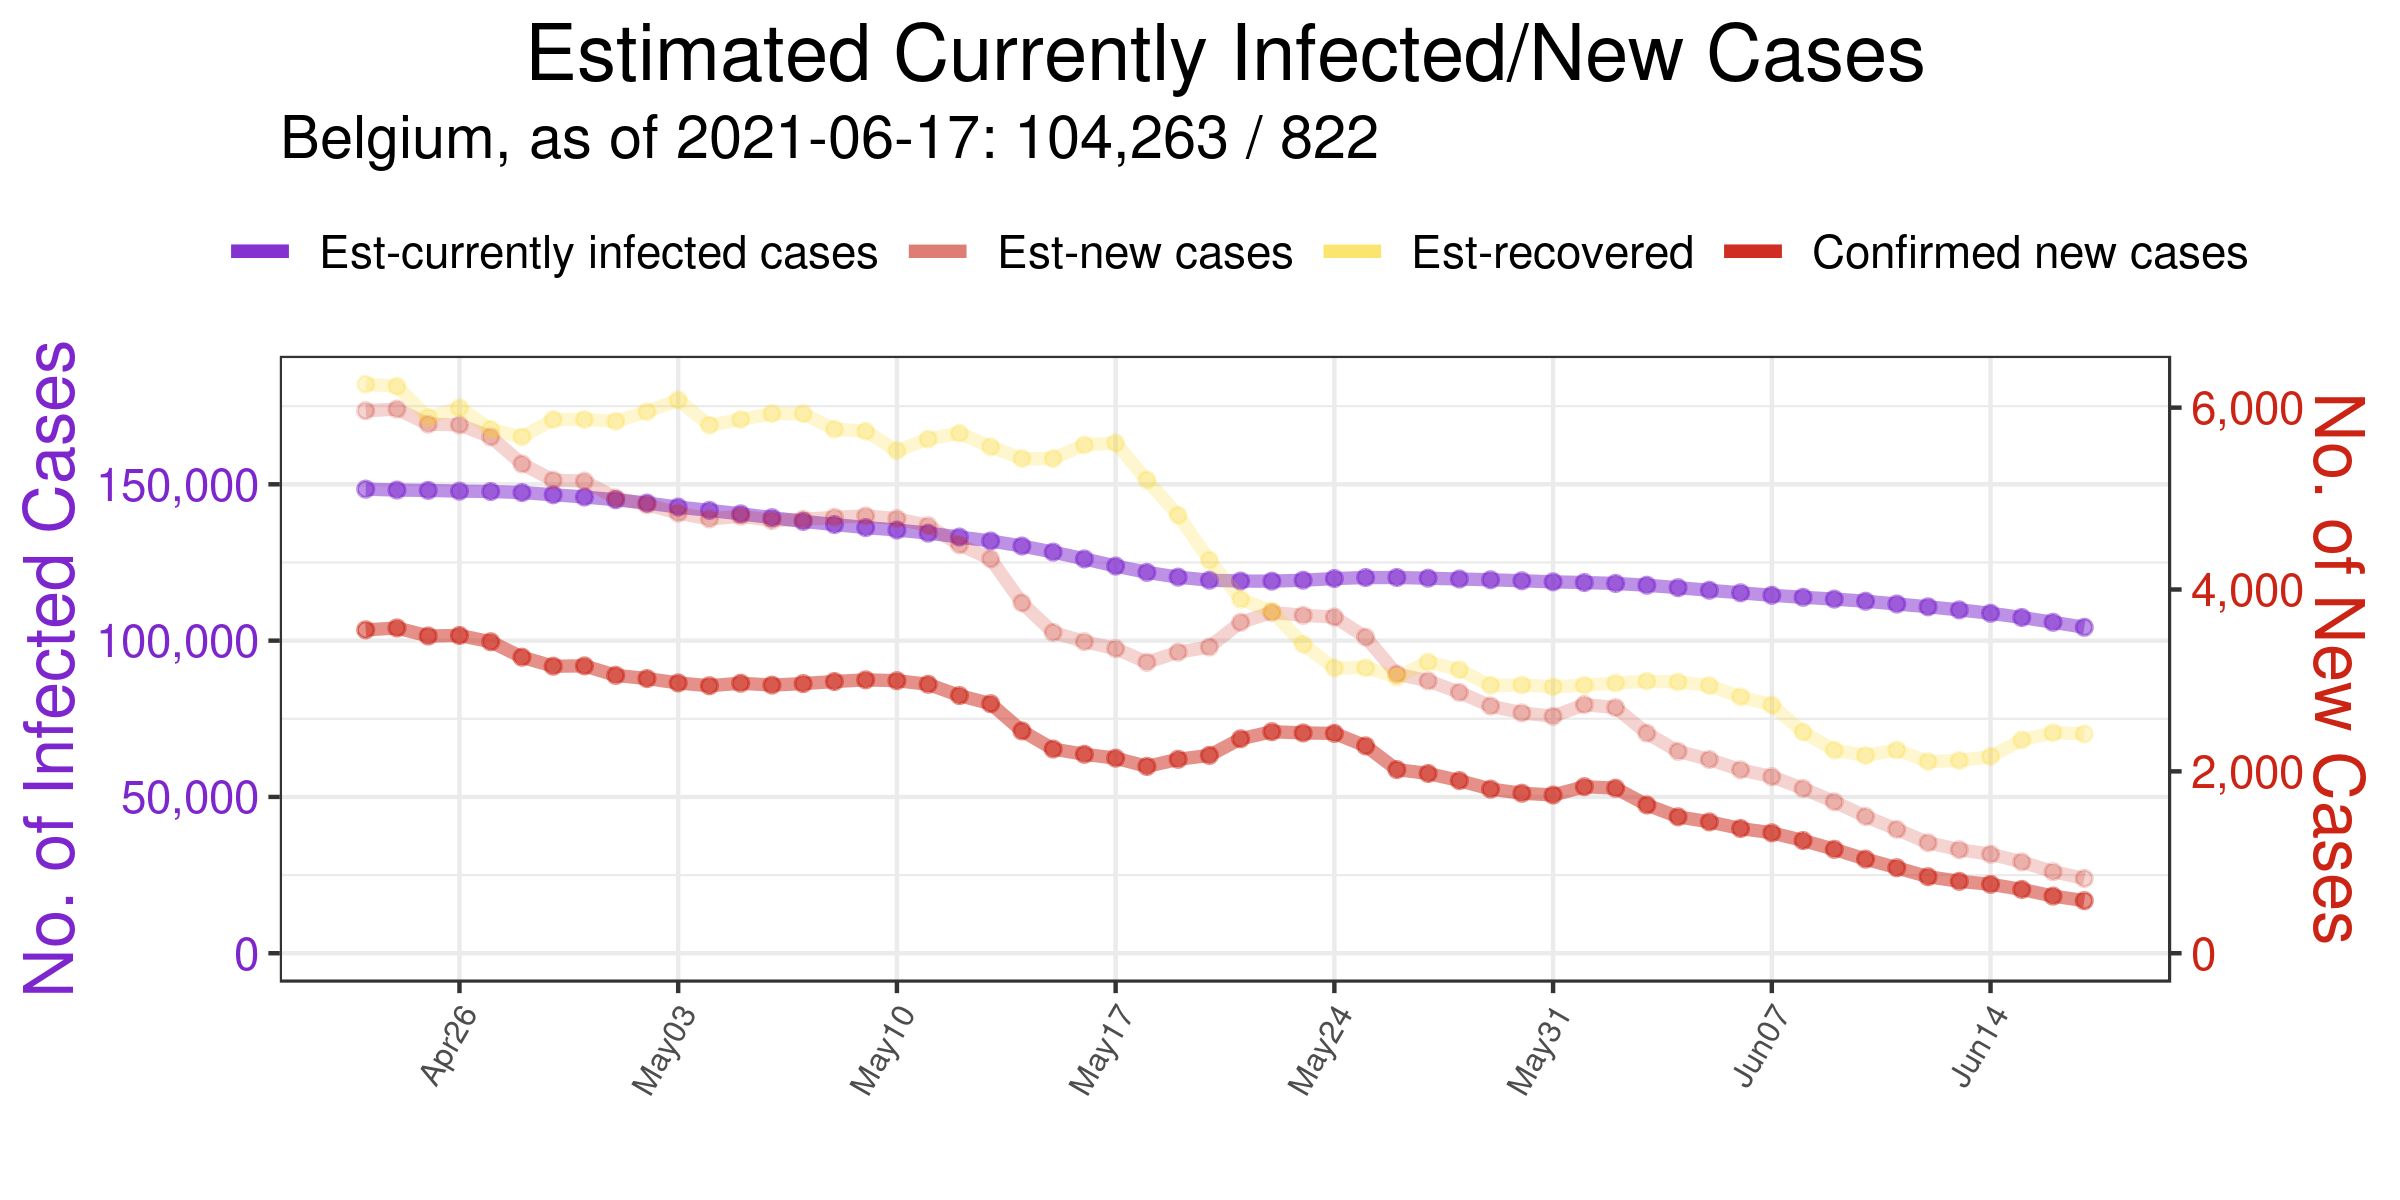 Estimated Currently Infected/New Cases
Belgium, as of 2021-06-17: 104,263 / 822
Est-currently infected cases
Est-new cases
Est-recovered
Confirmed new cases
No. of Infected Cases
150,000
100,000
50,000
0
6,000
4,000
2,000
0
No. of New Cases
Apr26
May03
May10
May17
May24
May31
Jun07
Jun14